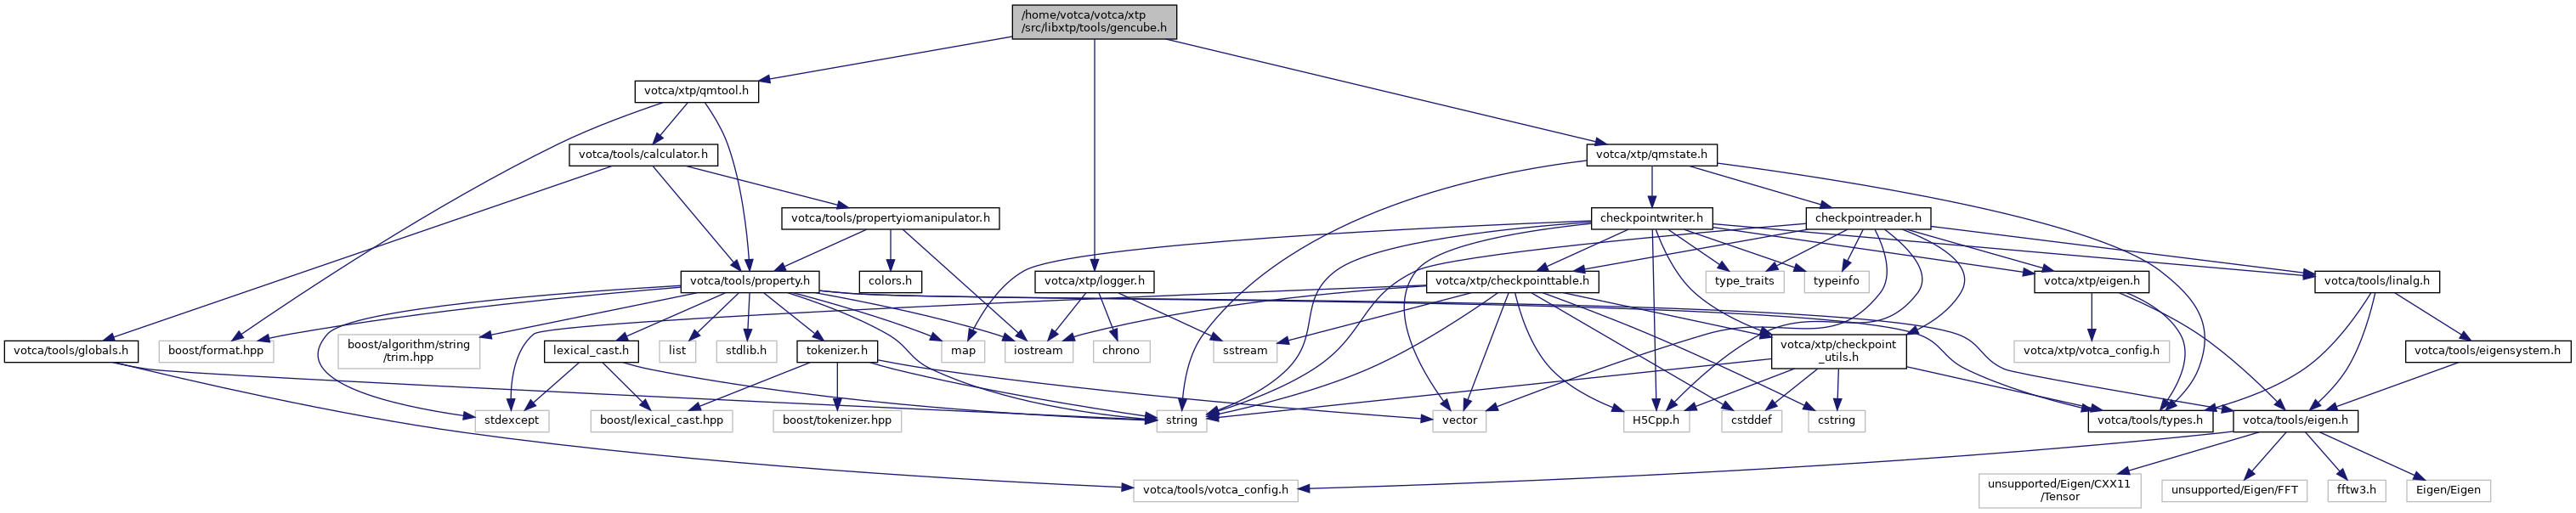 /home/votca/votca/xtp
/src/libxtp/tools/gencube.h
votca/xtp/qmtool.h
votca/tools/calculator.h
votca/xtp/qmstate.h
votca/tools/propertyiomanipulator.h
checkpointwriter.h
checkpointreader.h
votca/tools/property.h
colors.h
votca/xtp/logger.h
votca/xtp/checkpointtable.h
type_traits
typeinfo
votca/xtp/eigen.h
votca/tools/linalg.h
votca/tools/globals.h
boost/format.hpp
boost/algorithm/string
/trim.hpp
lexical_cast.h
list
stdlib.h
tokenizer.h
map
iostream
chrono
sstream
votca/xtp/checkpoint
_utils.h
votca/xtp/votca_config.h
votca/tools/eigensystem.h
stdexcept
boost/lexical_cast.hpp
boost/tokenizer.hpp
string
vector
H5Cpp.h
cstddef
cstring
votca/tools/types.h
votca/tools/eigen.h
votca/tools/votca_config.h
unsupported/Eigen/CXX11
/Tensor
unsupported/Eigen/FFT
fftw3.h
Eigen/Eigen